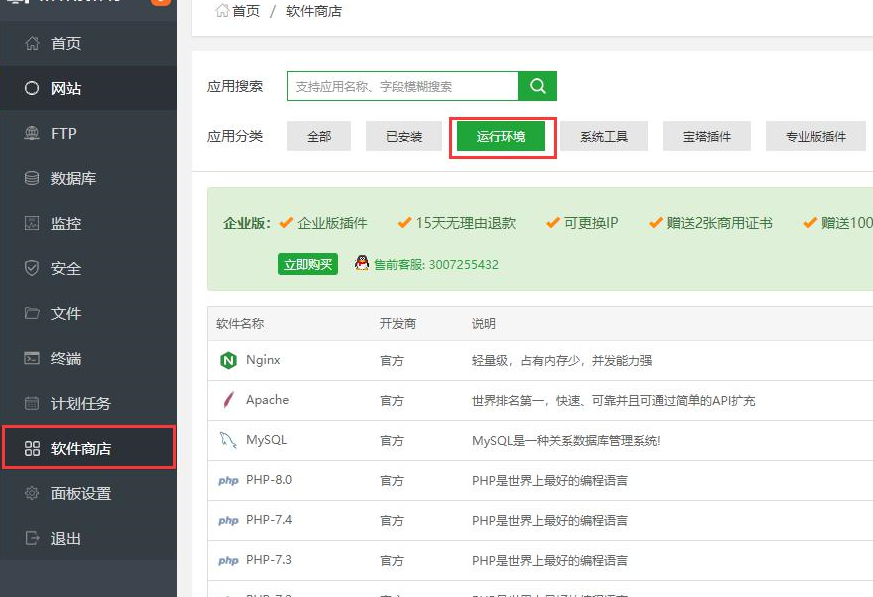 首页 / 软件商店
首页
网站
FTP
数据库
监控
安全
文件
终端
计划任务
软件商店
面板设置
退出
应用搜索 支持应用名称、字段模糊搜索
应用分类 全部 已安装 运行环境 系统工具 宝塔插件 专业版插件
企业版: 企业版插件 15天无理由退款 可更换IP 赠送2张商用证书 赠送100
立即购买 售前客服: 3007255432
软件名称 开发商 说明
Nginx 官方 轻量级，占有内存少，并发能力强
Apache 官方 世界排名第一，快速、可靠并且可通过简单的API扩充
MySQL 官方 MySQL是一种关系数据库管理系统!
php PHP-8.0 官方 PHP是世界上最好的编程语言
php PHP-7.4 官方 PHP是世界上最好的编程语言
php PHP-7.3 官方 PHP是世界上最好的编程语言